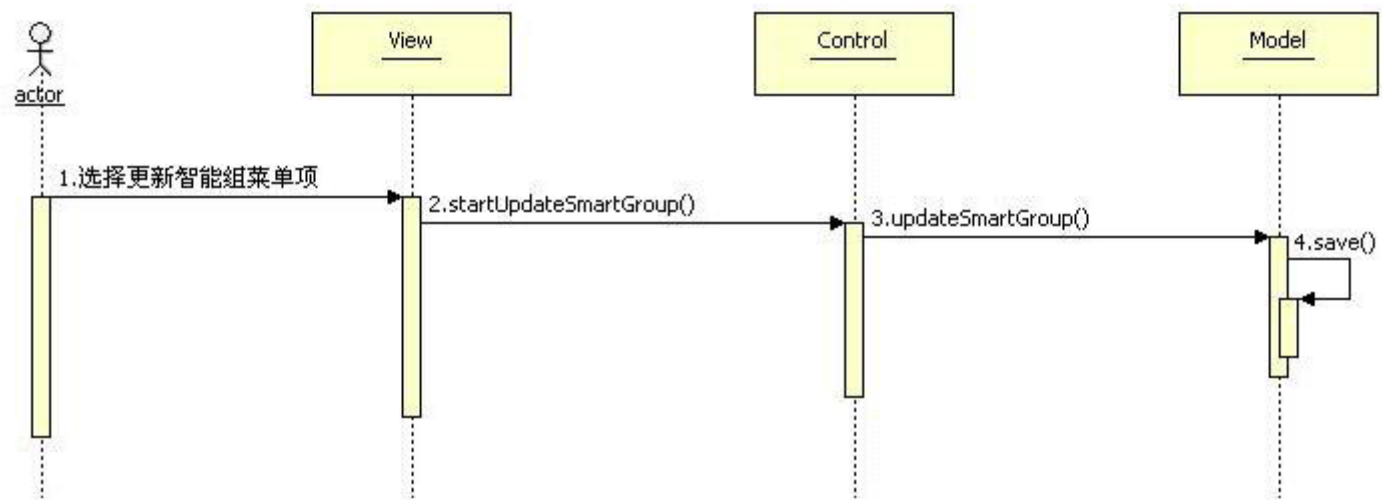 actor
View
Control
Model
1.选择更新智能组菜单项
2.startUpdateSmartGroup()
3.updateSmartGroup()
4.save()